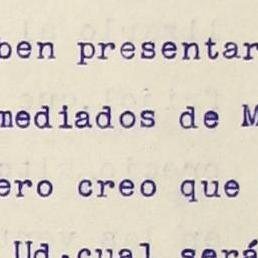 ben presentar
mediados de M
ero creo que
Ud.cual será